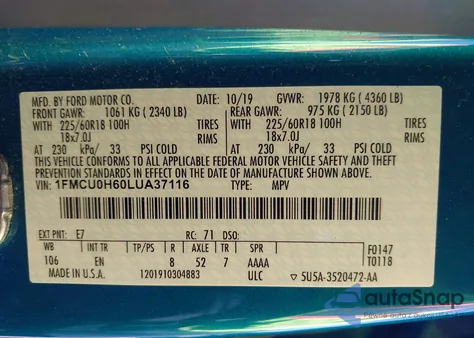 MFD. BY FORD MOTOR CO. DATE: 10/19 GVWR: 1978 KG ( 4360 LB)
FRONT GAWR: 1061 KG ( 2340 LB) REAR GAWR: 975 KG ( 2150 LB)
WITH 225/60R18 100H TIRES WITH 225/60R18 100H TIRES
18x7.0J RIMS 18x7.0J RIMS
AT 230 kPa/ 33 PSI COLD AT 230 kPa/ 33 PSI COLD
THIS VEHICLE CONFORMS TO ALL APPLICABLE FEDERAL MOTOR VEHICLE SAFETY AND THEFT
PREVENTION STANDARDS IN EFFECT ON THE DATE OF MANUFACTURE SHOWN ABOVE.
VIN: 1FMCU0H60LUA37116 TYPE: MPV
EXT PNT: E7 RC: 71 DSO: F0147
WB INT TR TP/PS R AXLE TR SPR T0118
106 EN 8 52 7 AAAA
MADE IN U.S.A. 1201910304883 ULC 5U5A-3520472-AA
autoSnap
Pewne auto używane z USA